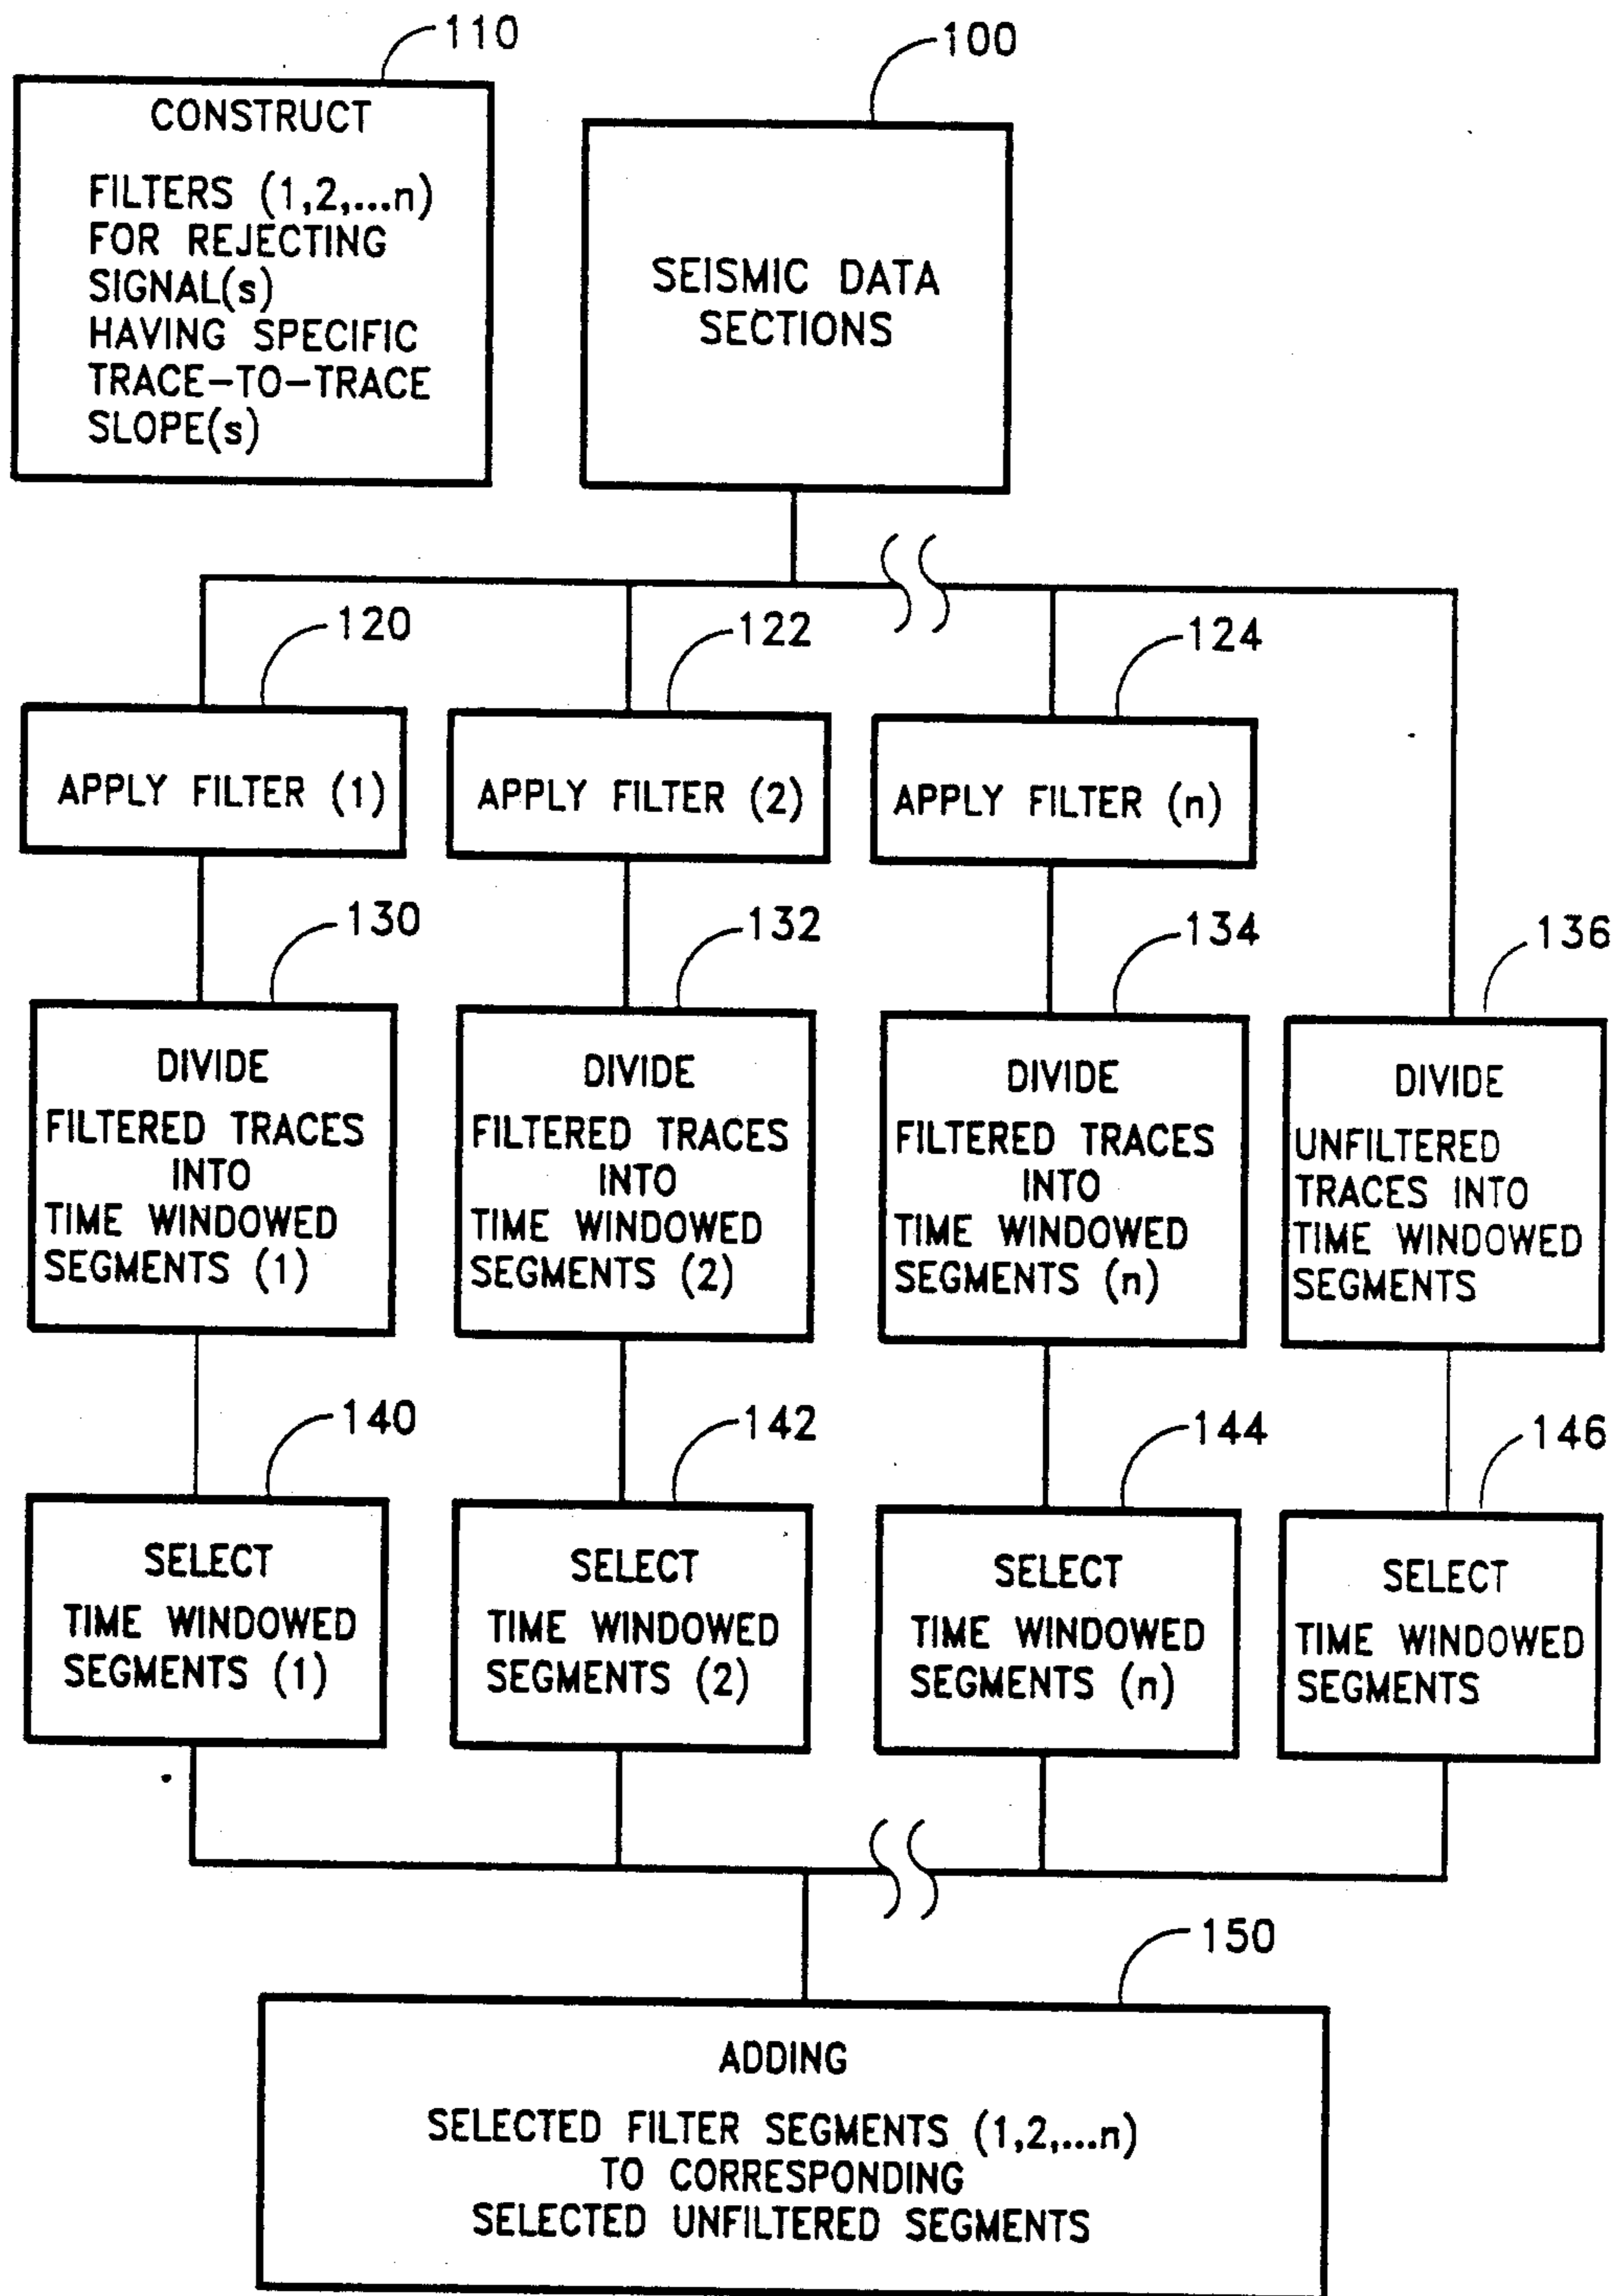 110
CONSTRUCT
FILTERS (1,2,...n)
FOR REJECTING
SIGNAL(s)
HAVING SPECIFIC
TRACE-TO-TRACE
SLOPE(s)
100
SEISMIC DATA
SECTIONS
120
APPLY FILTER (1)
122
APPLY FILTER (2)
124
APPLY FILTER (n)
130
DIVIDE
FILTERED TRACES
INTO
TIME WINDOWED
SEGMENTS (1)
132
DIVIDE
FILTERED TRACES
INTO
TIME WINDOWED
SEGMENTS (2)
134
DIVIDE
FILTERED TRACES
INTO
TIME WINDOWED
SEGMENTS (n)
136
DIVIDE
UNFILTERED
TRACES INTO
TIME WINDOWED
SEGMENTS
140
SELECT
TIME WINDOWED
SEGMENTS (1)
142
SELECT
TIME WINDOWED
SEGMENTS (2)
144
SELECT
TIME WINDOWED
SEGMENTS (n)
146
SELECT
TIME WINDOWED
SEGMENTS
150
ADDING
SELECTED FILTER SEGMENTS (1,2,...n)
TO CORRESPONDING
SELECTED UNFILTERED SEGMENTS